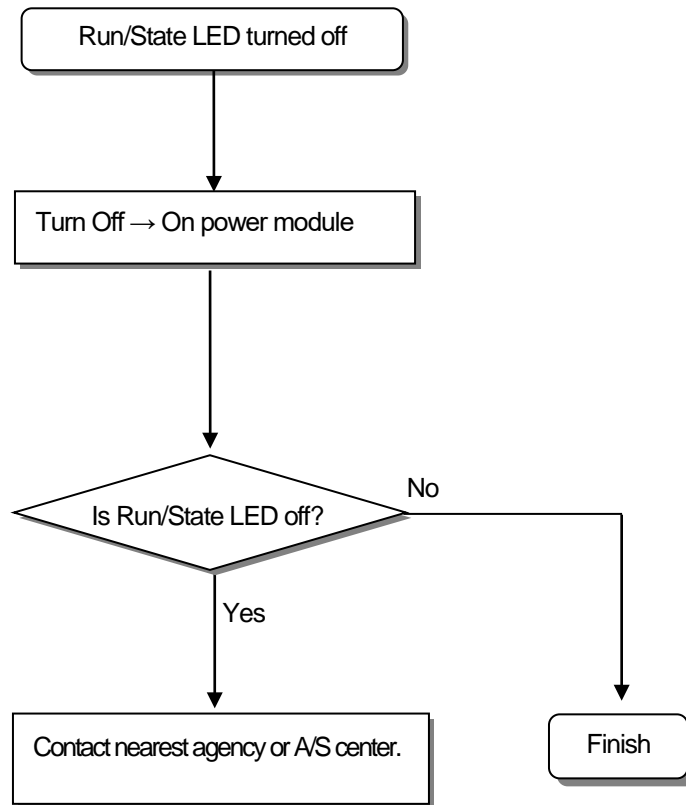 Run/State LED turned off
Turn Off → On power module
Is Run/State LED off?
No
Yes
Contact nearest agency or A/S center.
Finish